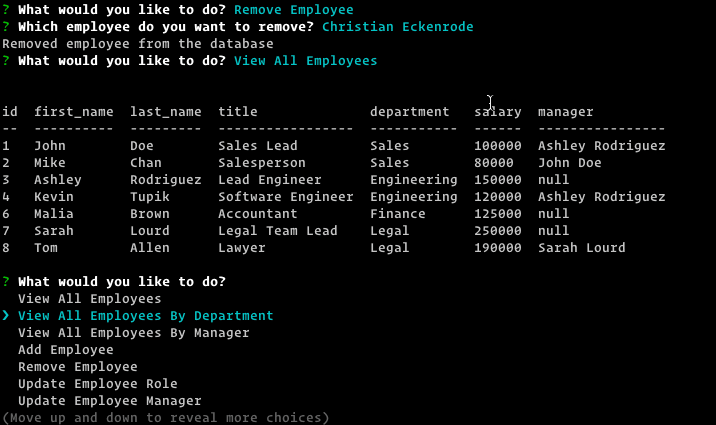 ? What would you like to do? Remove Employee
? Which employee do you want to remove? Christian Eckenrode
Removed employee from the database
? What would you like to do? View All Employees
id  first_name  last_name  title              department   salary  manager
--  ----------  ---------  -----------------  -----------  ------  ----------------
1   John        Doe        Sales Lead         Sales        100000  Ashley Rodriguez
2   Mike        Chan       Salesperson        Sales        80000   John Doe
3   Ashley      Rodriguez  Lead Engineer      Engineering  150000  null
4   Kevin       Tupik      Software Engineer  Engineering  120000  Ashley Rodriguez
6   Malia       Brown      Accountant         Finance      125000  null
7   Sarah       Lourd      Legal Team Lead    Legal        250000  null
8   Tom         Allen      Lawyer             Legal        190000  Sarah Lourd
? What would you like to do?
View All Employees
❯ View All Employees By Department
View All Employees By Manager
Add Employee
Remove Employee
Update Employee Role
Update Employee Manager
(Move up and down to reveal more choices)